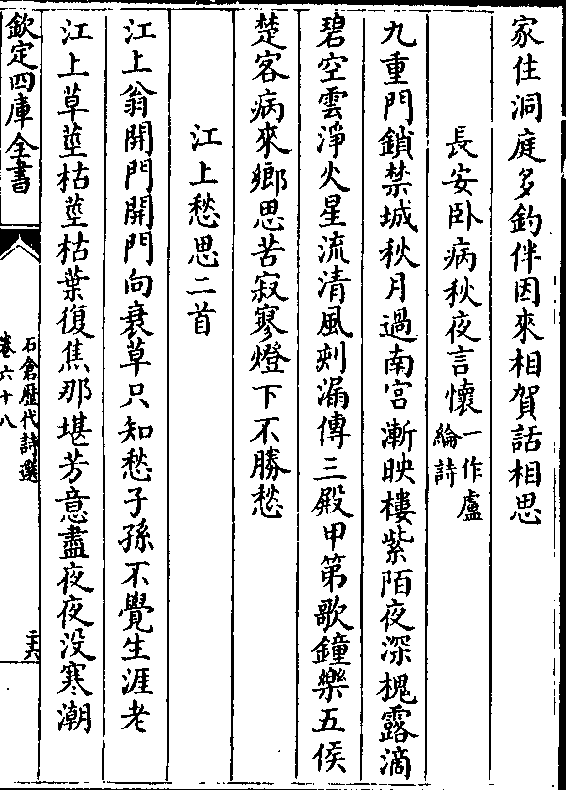 家住洞庭多釣伴因來相賀話相思
長安卧病秋夜言懷一作盧綸詩
九重門鎖禁城秋月過南宫漸映樓紫陌夜深槐露滴
碧空雲淨火星流清風刾漏傳三殿甲第歌鐘樂五侯
楚客病來鄉思苦寂寥燈下不勝愁
江上愁思二首
江上翁開門開門向衰草只知愁子孫不覺生涯老
江上草莖枯莖枯葉復焦那堪芳意盡夜夜没寒潮
欽定四庫全書
石倉歴代詩選
卷六十八
二十六